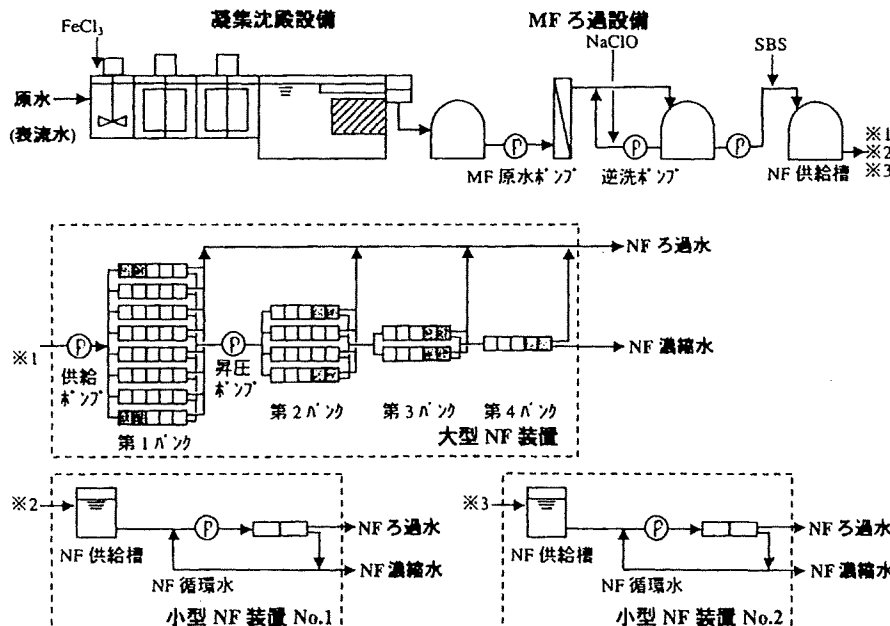 凝集沈殿設備
MF ろ過設備
FeCl3
NaClO
SBS
原水
(表流水)
P
P
P
MF 原水ポンプ
逆洗ポンプ
NF 供給槽
※1
※2
※3
NF ろ過水
※1
P
供給
ポンプ
P
昇圧
ポンプ
NF 濃縮水
第1バンク
第2バンク
第3バンク
第4バンク
大型 NF 装置
※2
P
NF 供給槽
NF ろ過水
NF 循環水
NF 濃縮水
小型 NF 装置 No.1
※3
P
NF 供給槽
NF ろ過水
NF 循環水
NF 濃縮水
小型 NF 装置 No.2